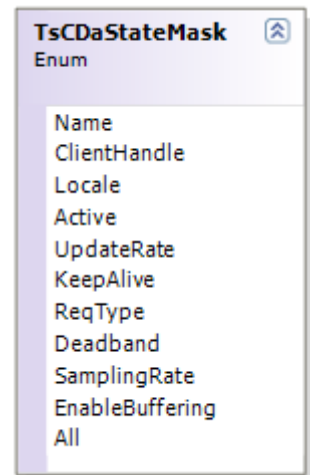 TsCDaStateMask
Enum
Name
ClientHandle
Locale
Active
UpdateRate
KeepAlive
ReqType
Deadband
SamplingRate
EnableBuffering
All